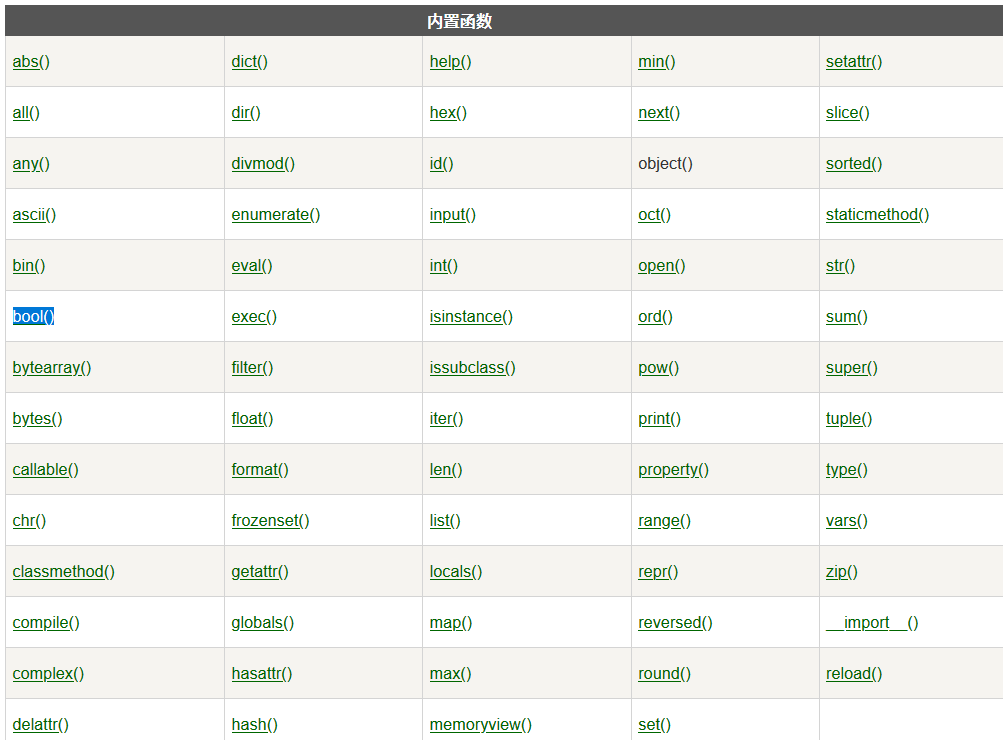 内置函数
abs() dict() help() min() setattr()
all() dir() hex() next() slice()
any() divmod() id() object() sorted()
ascii() enumerate() input() oct() staticmethod()
bin() eval() int() open() str()
bool() exec() isinstance() ord() sum()
bytearray() filter() issubclass() pow() super()
bytes() float() iter() print() tuple()
callable() format() len() property() type()
chr() frozenset() list() range() vars()
classmethod() getattr() locals() repr() zip()
compile() globals() map() reversed() __import__()
complex() hasattr() max() round() reload()
delattr() hash() memoryview() set()